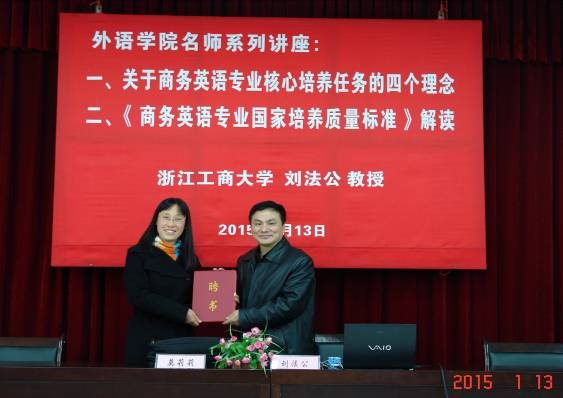 外语学院名师系列讲座：
一、关于商务英语专业核心培养任务的四个理念
二、《 商务英语专业国家培养质量标准 》解读
浙江工商大学 刘法公 教授
2015 月13日
聘书
VAIO
莫莉莉
刘法公
2015 1 13